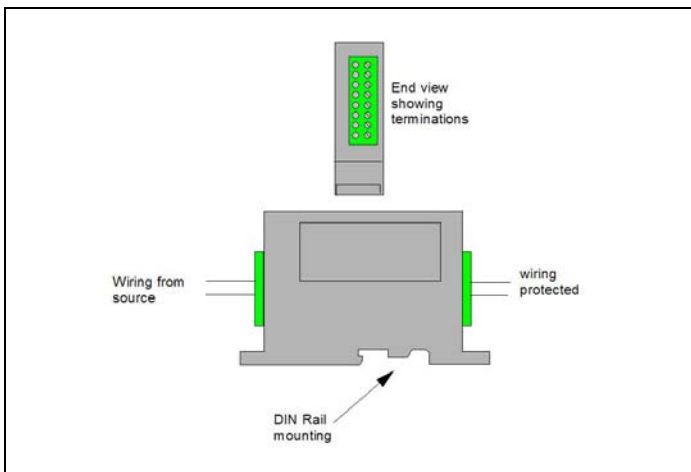 End view
showing
terminations
Wiring from
source
wiring
protected
DIN Rail
mounting